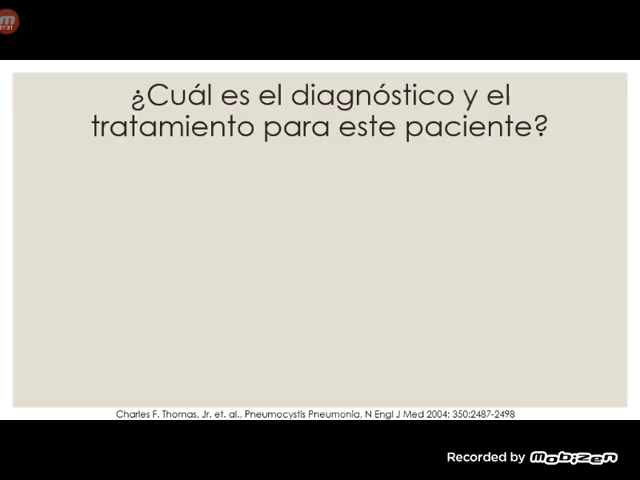 ¿Cuál es el diagnóstico y el
tratamiento para este paciente?
Charles F. Thomas, Jr. et. al., Pneumocystis Pneumonia, N Engl J Med 2004; 350:2487-2498
Recorded by mobizen